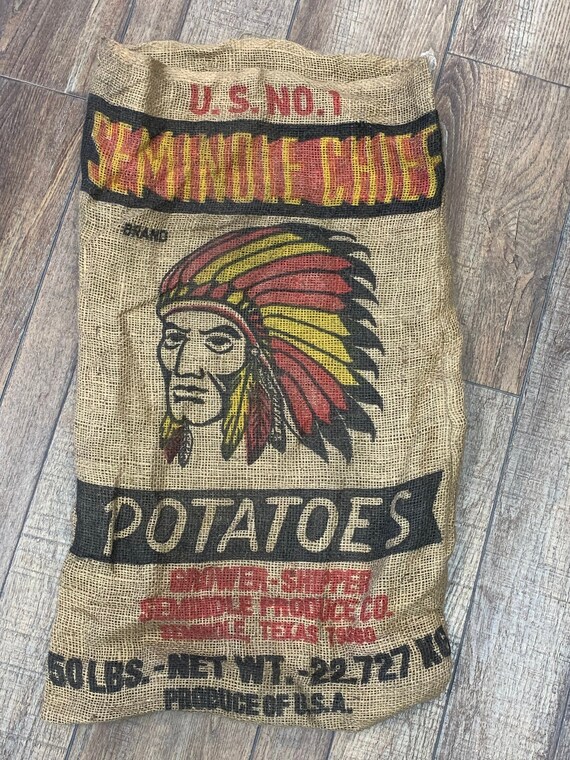 U.S. NO. 1
SEMINOLE CHIEF
BRAND
POTATOES
GROWER-SHIPPER
SEMINOLE PRODUCE CO.
SEMINOLE, TEXAS 79360
50 LBS.-NET WT.-22.727 KG
PRODUCE OF U.S.A.